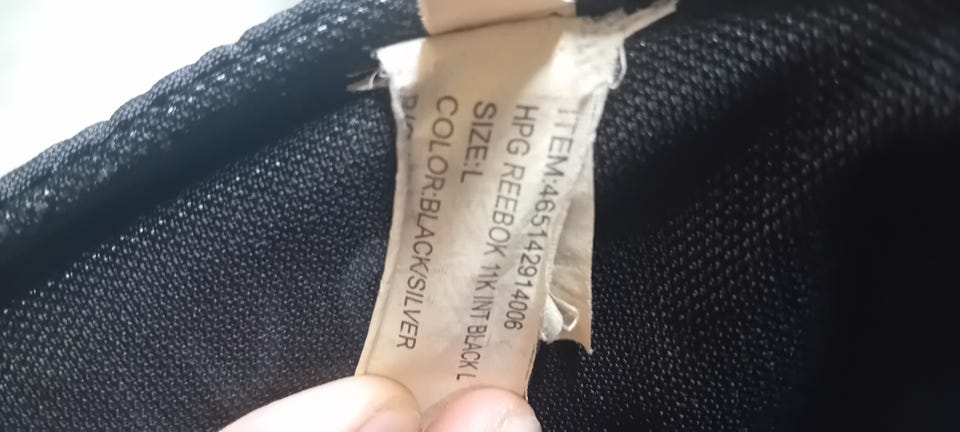 ITEM:465142914006
HPG REEBOK 11K INT BLACK L
SIZE:L
COLOR:BLACK/SILVER